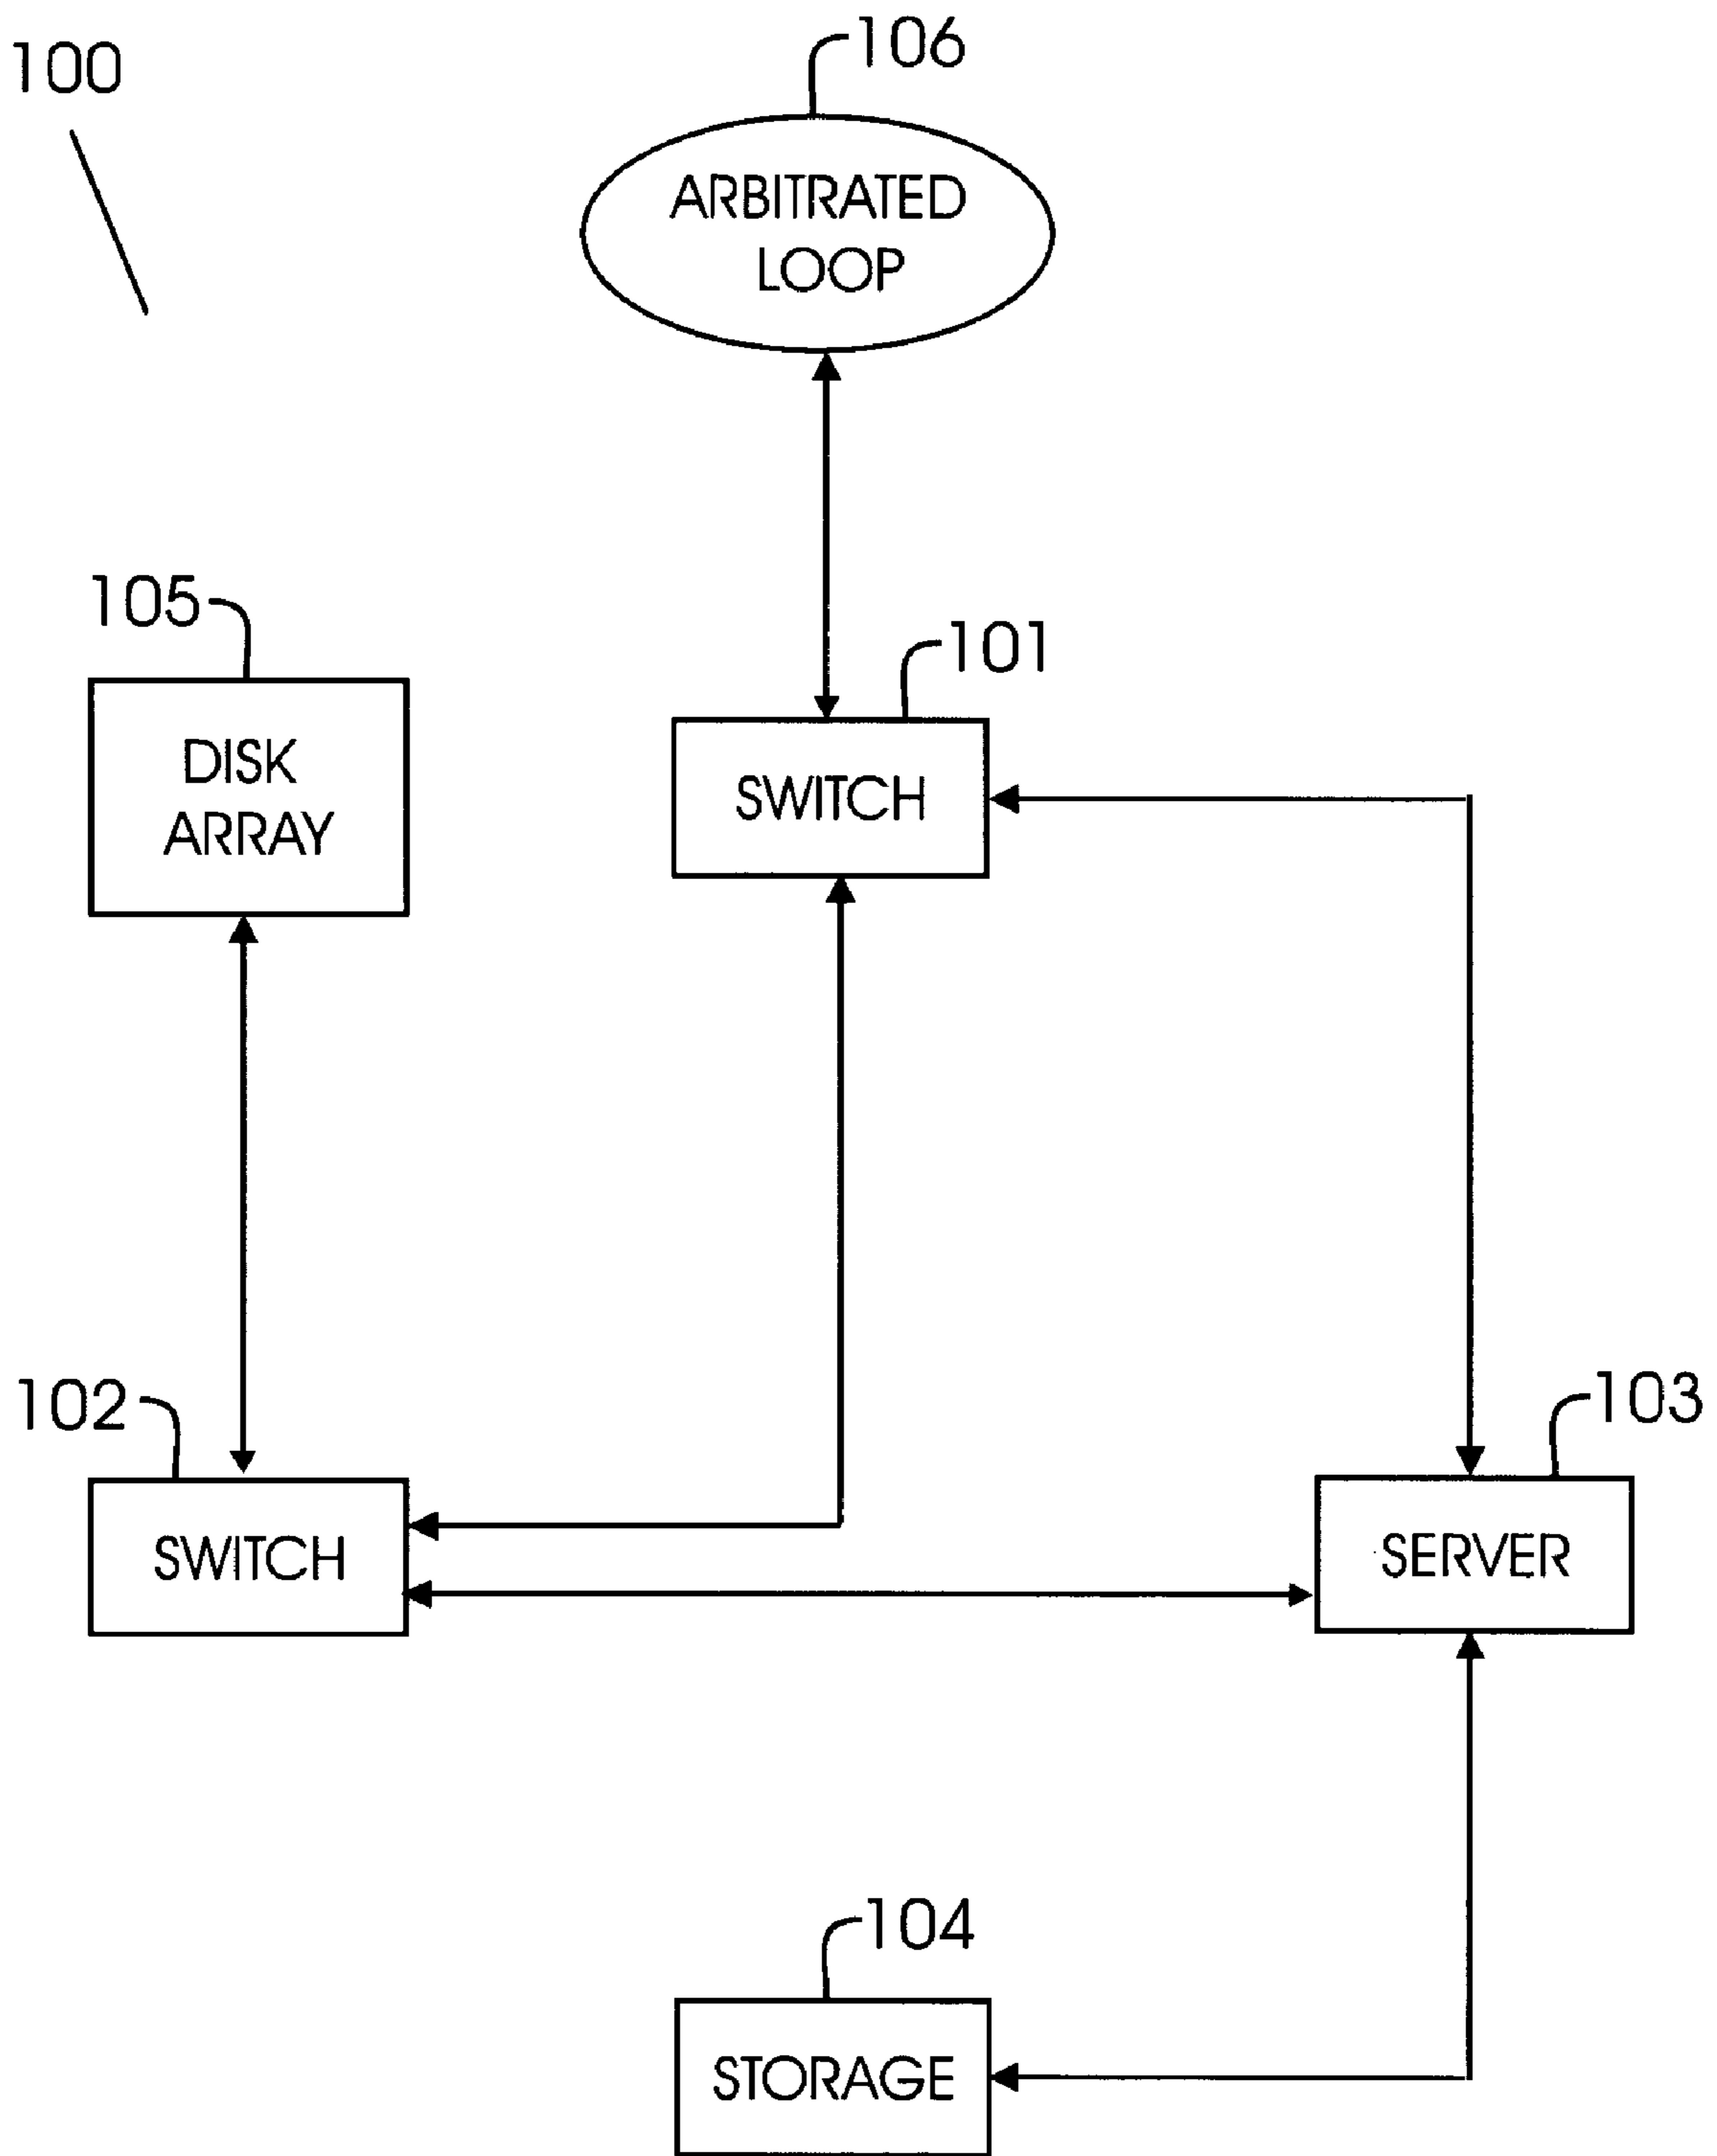 100
106
ARBITRATED
LOOP
105
101
DISK
ARRAY
SWITCH
102
103
SWITCH
SERVER
104
STORAGE